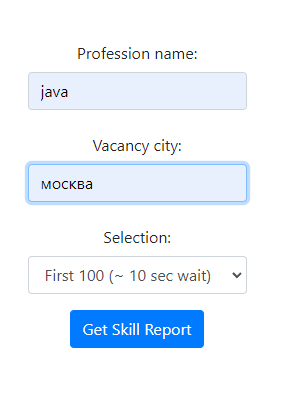 Profession name:
java
Vacancy city:
москва
Selection:
First 100 (~ 10 sec wait)
Get Skill Report